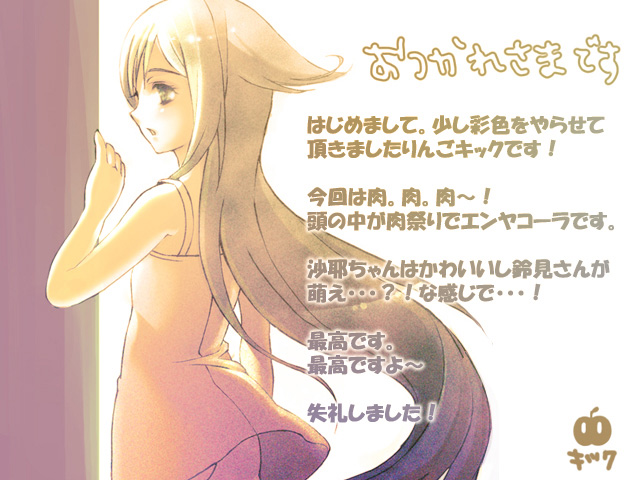 おつかれさまです
はじめまして。少し彩色をやらせて
頂きましたりんごキックです！
今回は肉。肉。肉～！
頭の中が肉祭りでエンヤコーラです。
沙耶ちゃんはかわいいし鈴見さんが
萌え・・・？！な感じで・・・！
最高です。
最高ですよ～
失礼しました！
キック